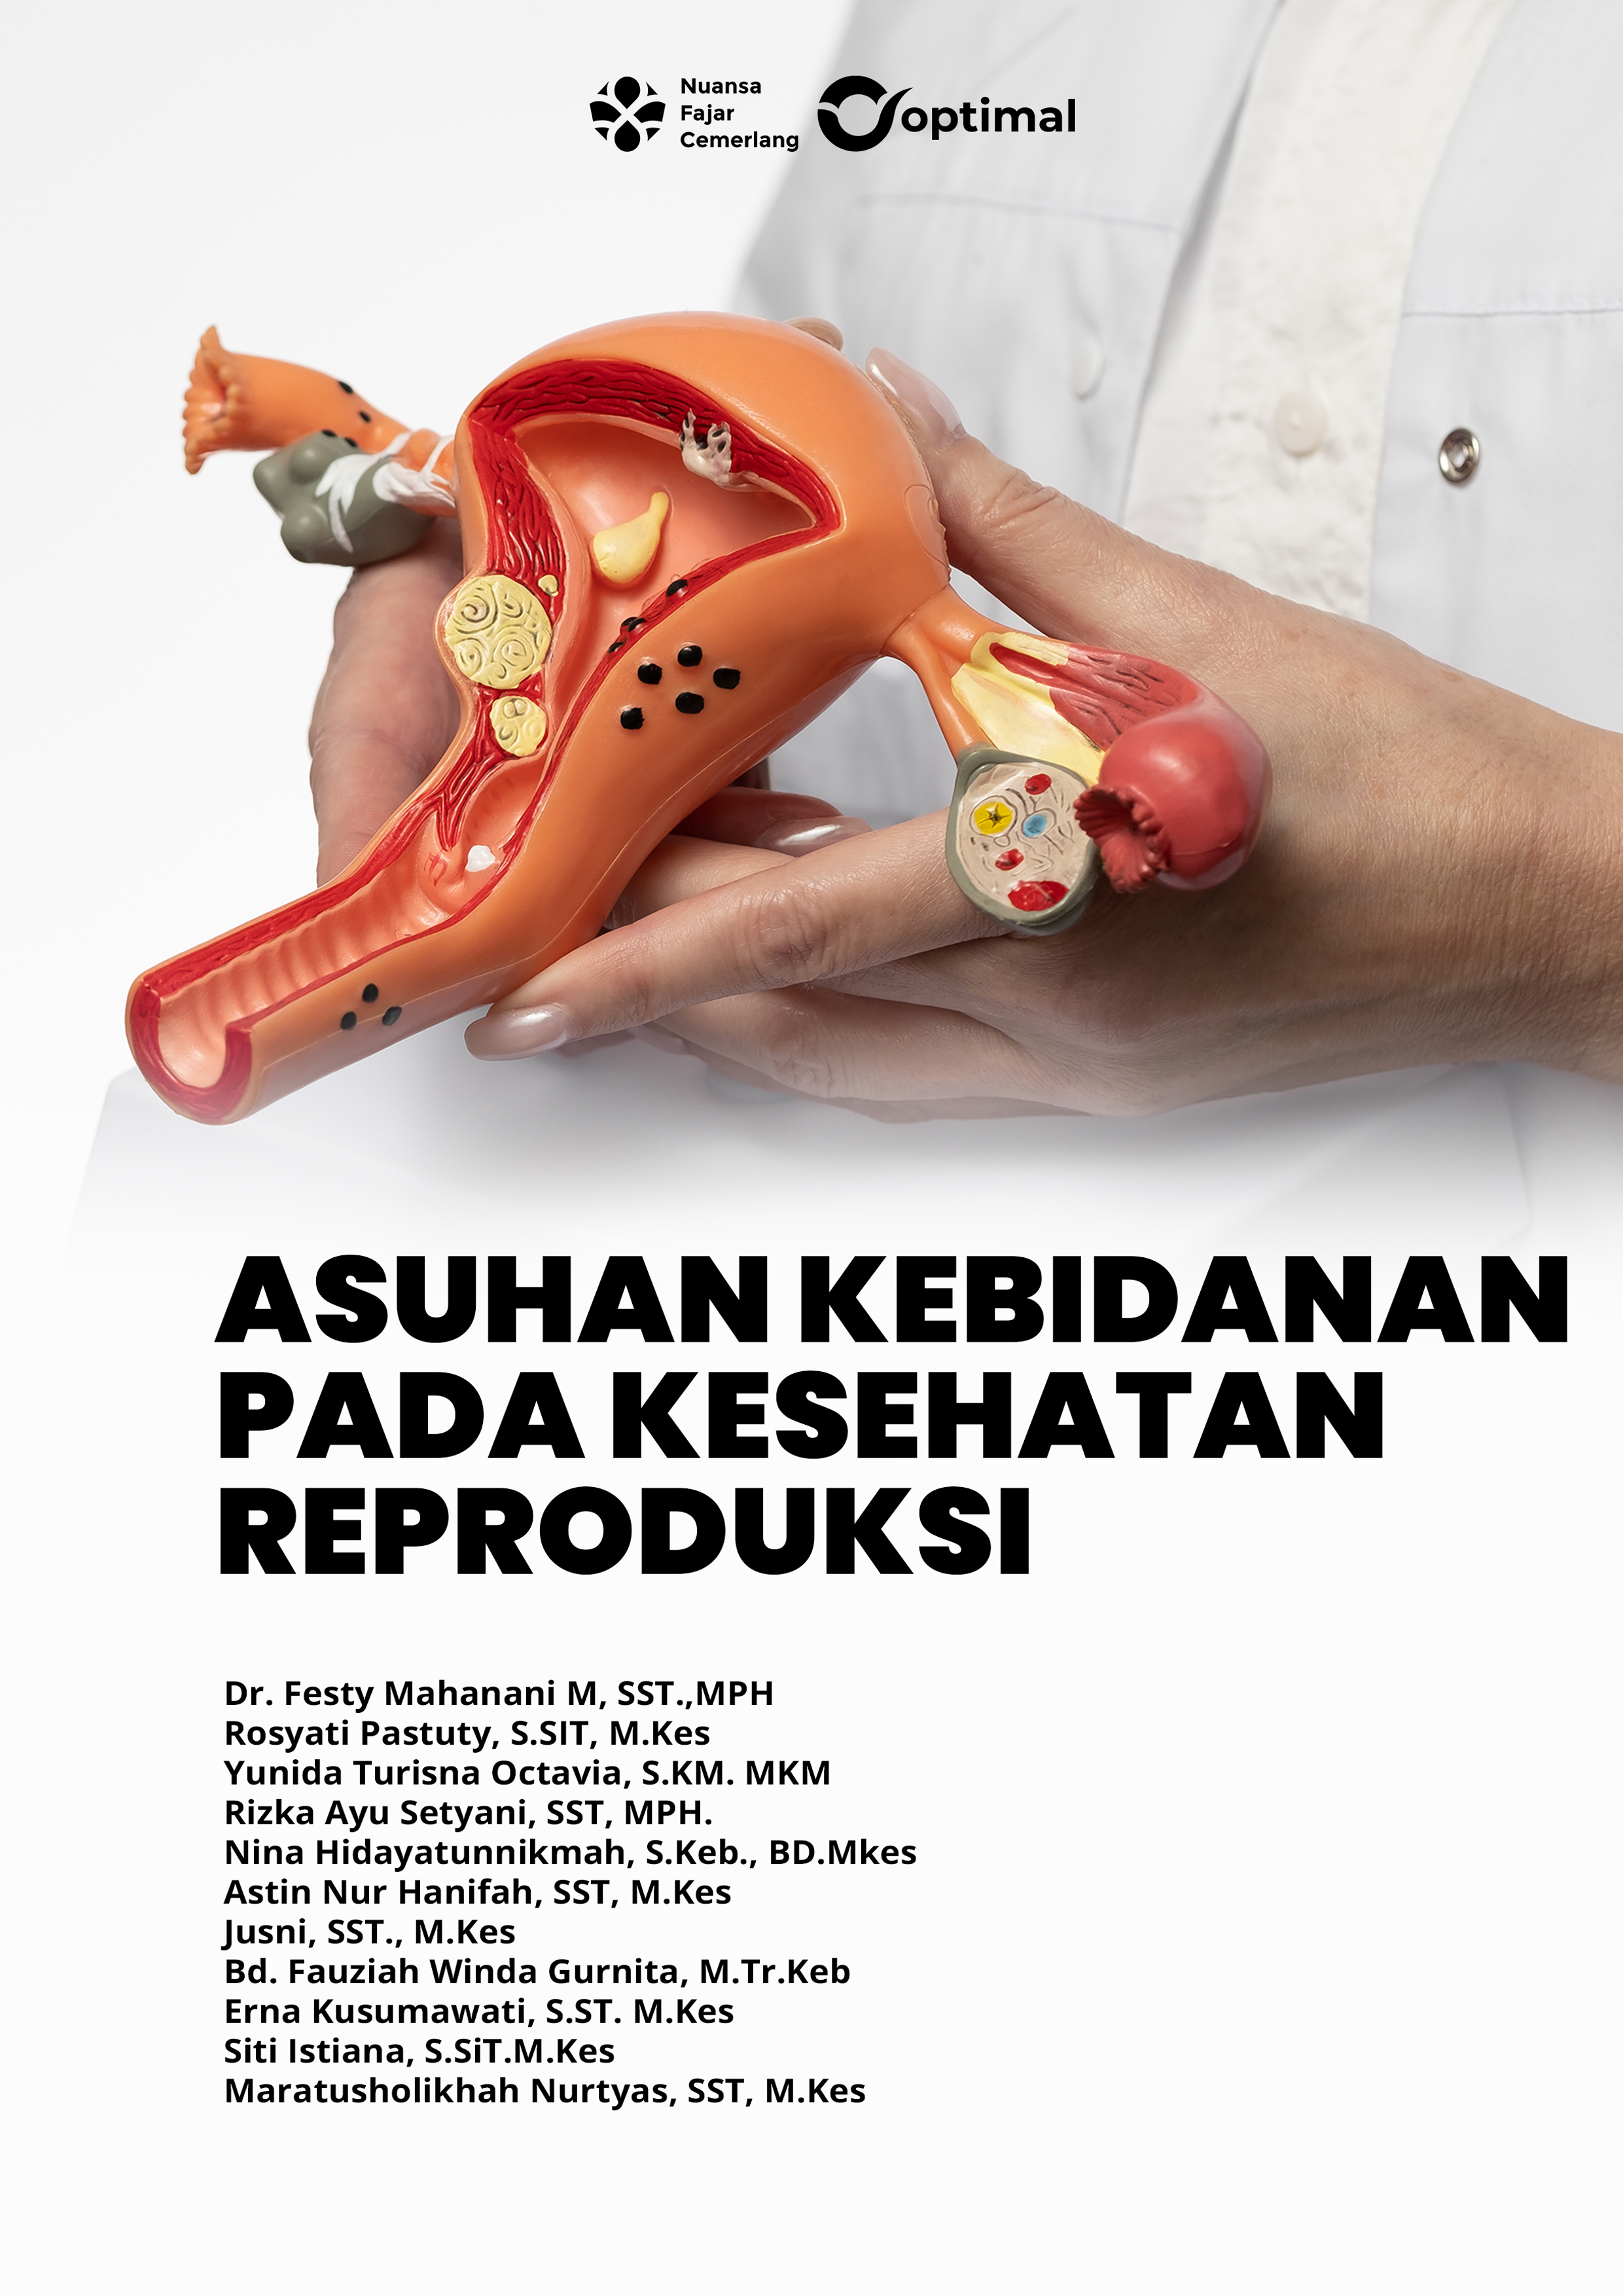 Nuansa
Fajar
Cemerlang
optimal
ASUHAN KEBIDANAN
PADA KESEHATAN
REPRODUKSI
Dr. Festy Mahanani M, SST.,MPH
Rosyati Pastuty, S.SIT, M.Kes
Yunida Turisna Octavia, S.KM. MKM
Rizka Ayu Setyani, SST, MPH.
Nina Hidayatunnikmah, S.Keb., BD.Mkes
Astin Nur Hanifah, SST, M.Kes
Jusni, SST., M.Kes
Bd. Fauziah Winda Gurnita, M.Tr.Keb
Erna Kusumawati, S.ST. M.Kes
Siti Istiana, S.SiT.M.Kes
Maratusholikhah Nurtyas, SST, M.Kes